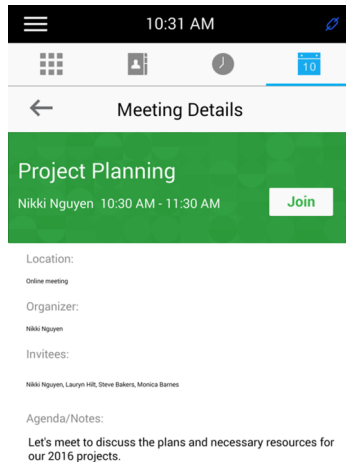 10:31 AM
10
Meeting Details
Project Planning
Nikki Nguyen 10:30 AM - 11:30 AM
Join
Location:
Online meeting
Organizer:
Nikki Nguyen
Invitees:
Nikki Nguyen, Lauryn Hilt, Steve Bakers, Monica Barnes
Agenda/Notes:
Let's meet to discuss the plans and necessary resources for
our 2016 projects.